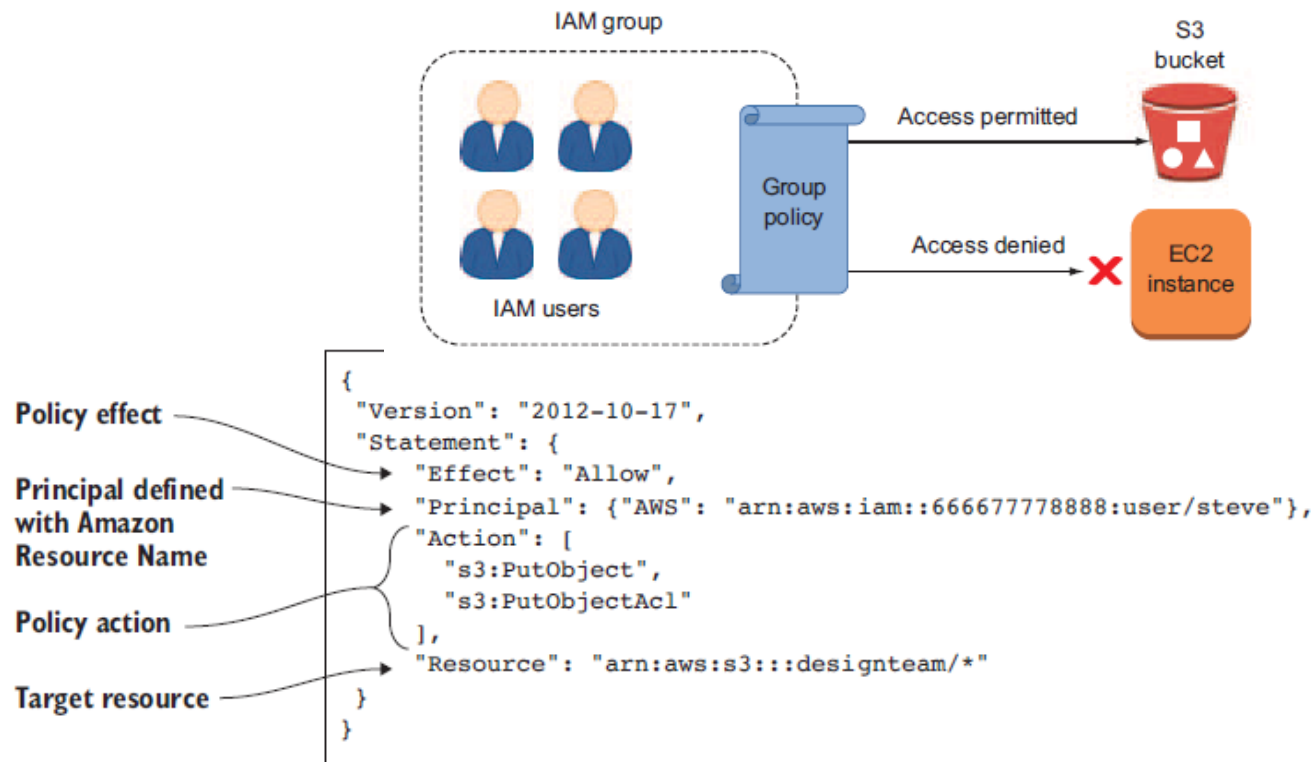 IAM group
S3
bucket
Access permitted
Group
policy
Access denied
EC2
instance
IAM users
{
"Version": "2012-10-17",
Policy effect
"Statement": {
"Effect": "Allow",
Principal defined
with Amazon
Resource Name
"Principal": {"AWS": "arn:aws:iam::666677778888:user/steve"},
"Action": [
"s3:PutObject",
"s3:PutObjectAcl"
Policy action
],
"Resource": "arn:aws:s3:::designteam/*"
Target resource
}
}